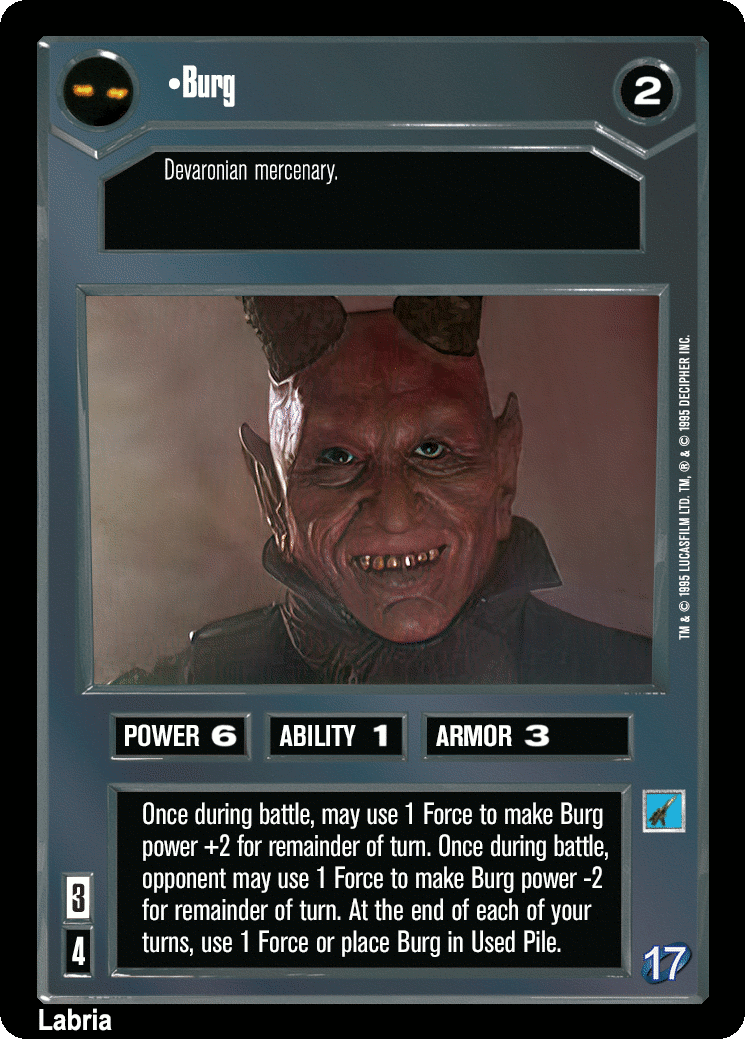 •Burg
2
Devaronian mercenary.
TM & © 1995 LUCASFILM LTD. TM, ® & © 1995 DECIPHER INC.
POWER 6
ABILITY 1
ARMOR 3
Once during battle, may use 1 Force to make Burg
power +2 for remainder of turn. Once during battle,
opponent may use 1 Force to make Burg power -2
for remainder of turn. At the end of each of your
turns, use 1 Force or place Burg in Used Pile.
3
4
17
Labria